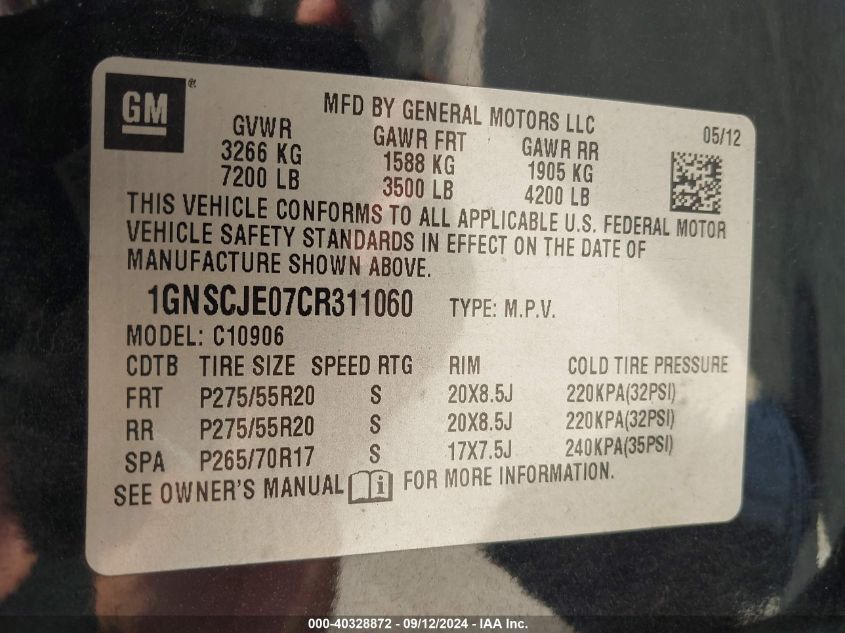 GM®
MFD BY GENERAL MOTORS LLC
05/12
GVWR GAWR FRT GAWR RR
3266 KG 1588 KG 1905 KG
7200 LB 3500 LB 4200 LB
THIS VEHICLE CONFORMS TO ALL APPLICABLE U.S. FEDERAL MOTOR
VEHICLE SAFETY STANDARDS IN EFFECT ON THE DATE OF
MANUFACTURE SHOWN ABOVE.
1GNSCJE07CR311060 TYPE: M.P.V.
MODEL: C10906
CDTB TIRE SIZE SPEED RTG RIM COLD TIRE PRESSURE
FRT P275/55R20 S 20X8.5J 220KPA(32PSI)
RR P275/55R20 S 20X8.5J 220KPA(32PSI)
SPA P265/70R17 S 17X7.5J 240KPA(35PSI)
SEE OWNER'S MANUAL i FOR MORE INFORMATION.
000-40328872 - 09/12/2024 - IAA Inc.